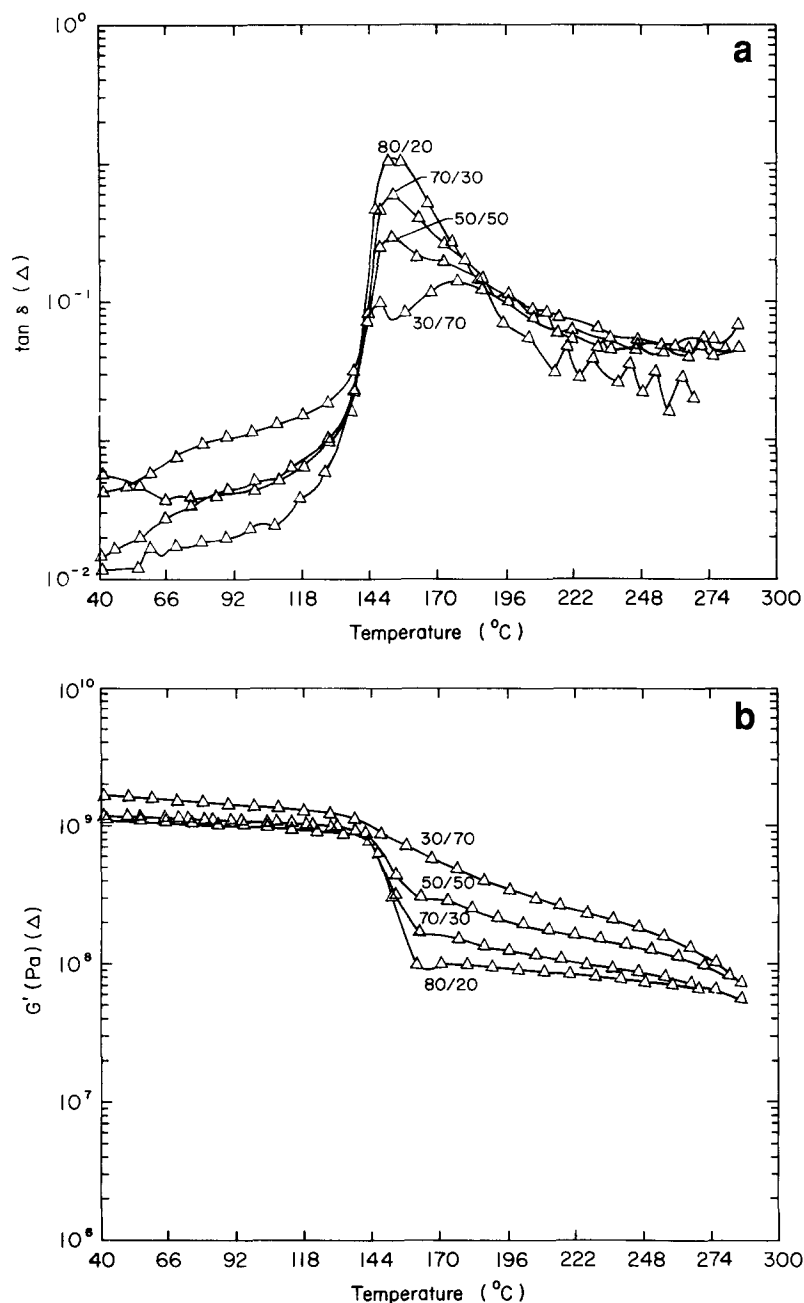 a
10⁰
80/20
70/30
50/50
tan δ (Δ)
10⁻¹
30/70
10⁻²
40 66 92 118 144 170 196 222 248 274 300
Temperature (°C)
b
10¹⁰
10⁹
30/70
50/50
70/30
G' (Pa) (Δ)
10⁸
80/20
10⁷
10⁶
40 66 92 118 144 170 196 222 248 274 300
Temperature (°C)